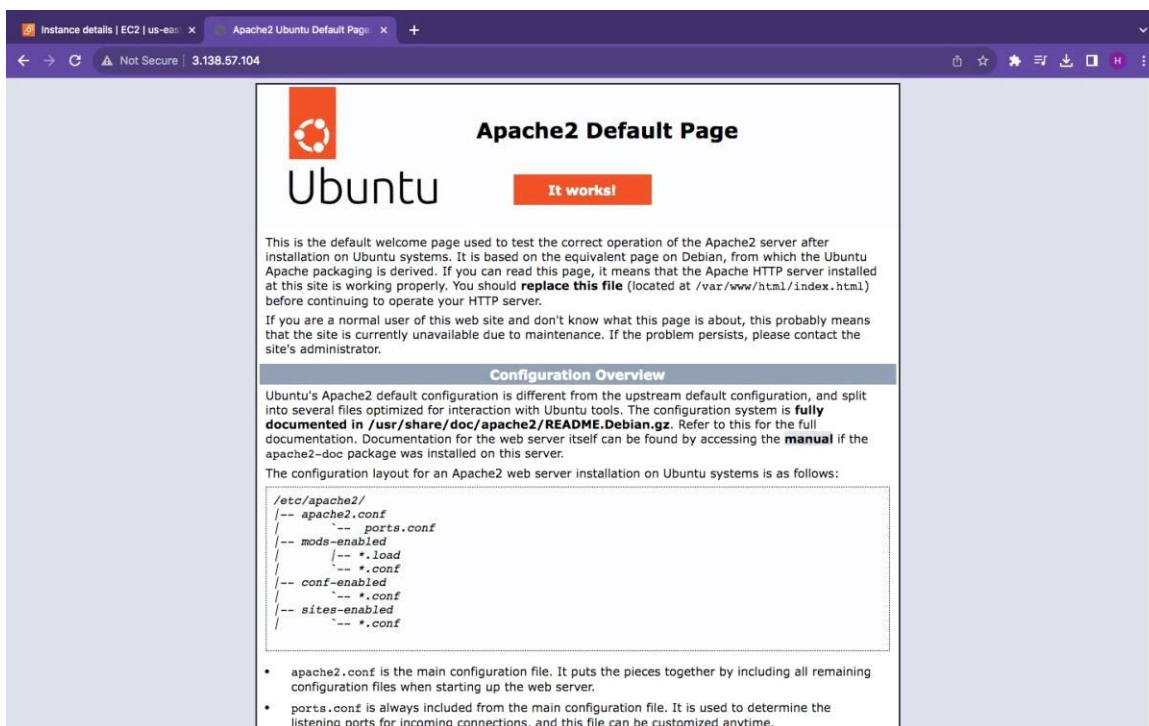 Instance details | EC2 | us-eas
Apache2 Ubuntu Default Page:
Not Secure | 3.138.57.104
H
Apache2 Default Page
Ubuntu
It works!
This is the default welcome page used to test the correct operation of the Apache2 server after
installation on Ubuntu systems. It is based on the equivalent page on Debian, from which the Ubuntu
Apache packaging is derived. If you can read this page, it means that the Apache HTTP server installed
at this site is working properly. You should replace this file (located at /var/www/html/index.html)
before continuing to operate your HTTP server.
If you are a normal user of this web site and don't know what this page is about, this probably means
that the site is currently unavailable due to maintenance. If the problem persists, please contact the
site's administrator.
Configuration Overview
Ubuntu's Apache2 default configuration is different from the upstream default configuration, and split
into several files optimized for interaction with Ubuntu tools. The configuration system is fully
documented in /usr/share/doc/apache2/README.Debian.gz. Refer to this for the full
documentation. Documentation for the web server itself can be found by accessing the manual if the
apache2-doc package was installed on this server.
The configuration layout for an Apache2 web server installation on Ubuntu systems is as follows:
/etc/apache2/
|-- apache2.conf
|       `--  ports.conf
|-- mods-enabled
|       |-- *.load
|       `-- *.conf
|-- conf-enabled
|       `-- *.conf
|-- sites-enabled
|       `-- *.conf
• apache2.conf is the main configuration file. It puts the pieces together by including all remaining
configuration files when starting up the web server.
• ports.conf is always included from the main configuration file. It is used to determine the
listening ports for incoming connections, and this file can be customized anytime.